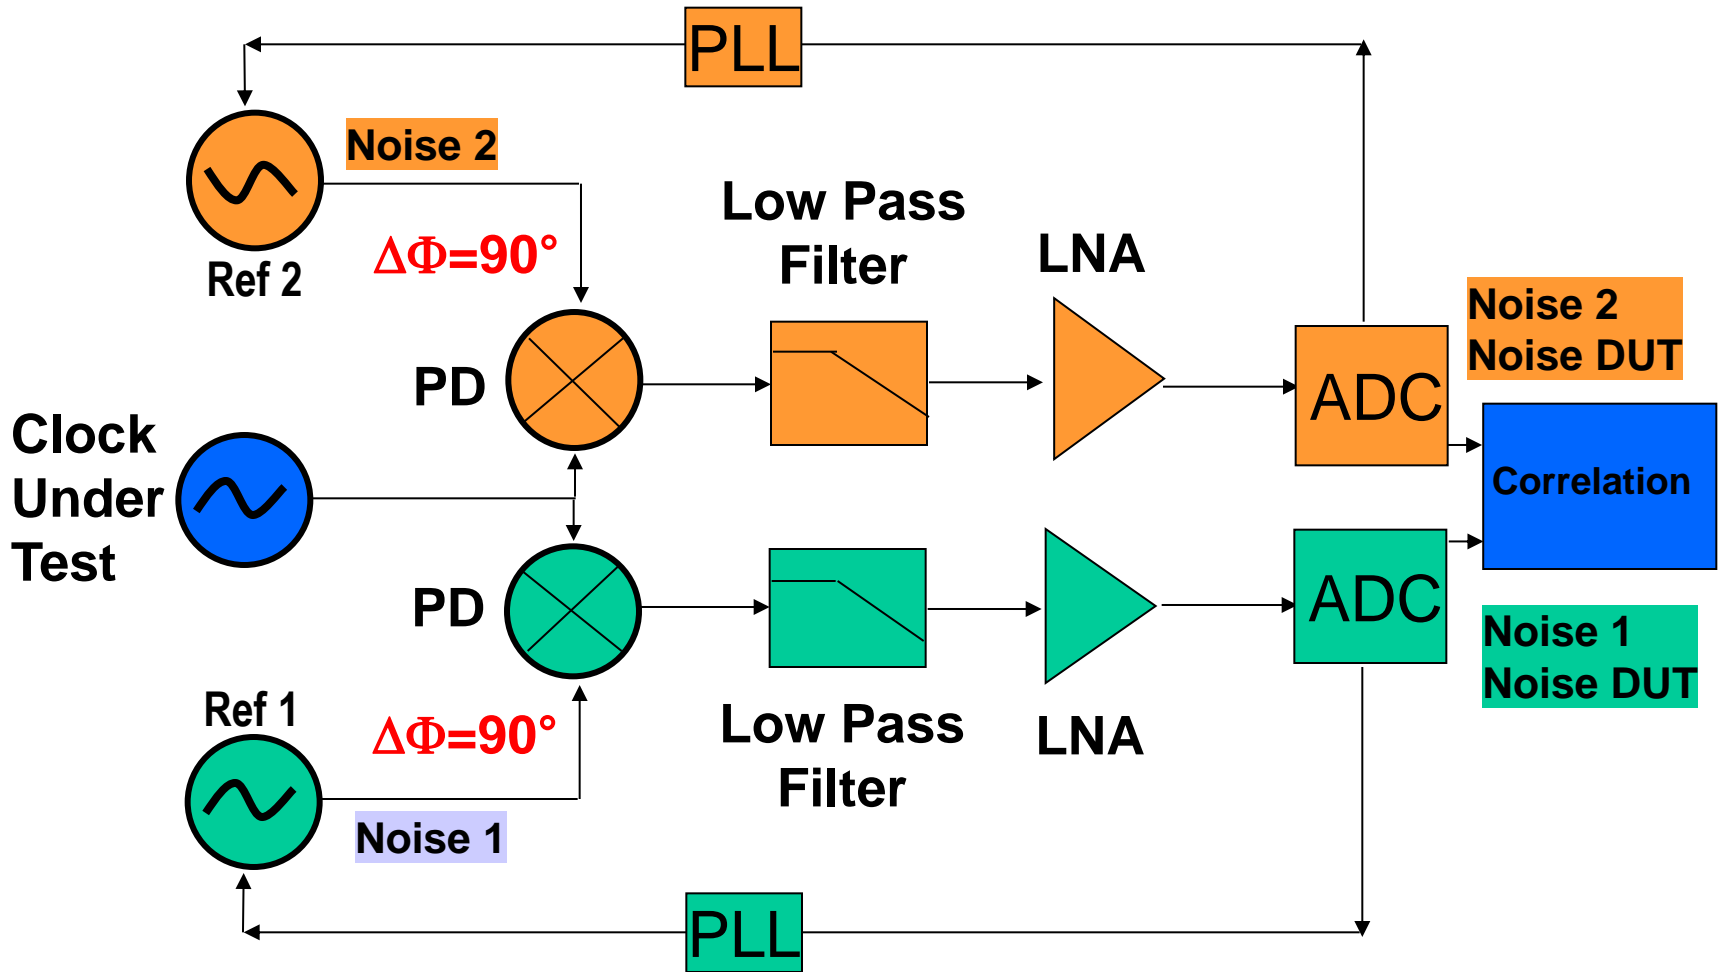 PLL
Noise 2
ΔΦ=90°
Ref 2
Low Pass
Filter
LNA
Noise 2
Noise DUT
PD
ADC
Clock
Under
Test
Correlation
PD
ADC
Noise 1
Noise DUT
Ref 1
ΔΦ=90°
Low Pass
Filter
LNA
Noise 1
PLL